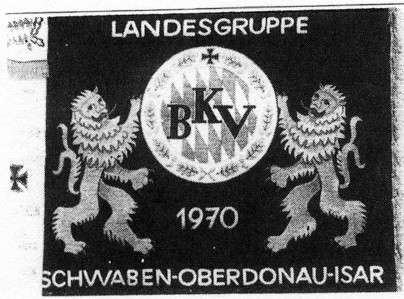 LANDESGRUPPE
BKV
1970
SCHWABEN-OBERDONAU-ISAR